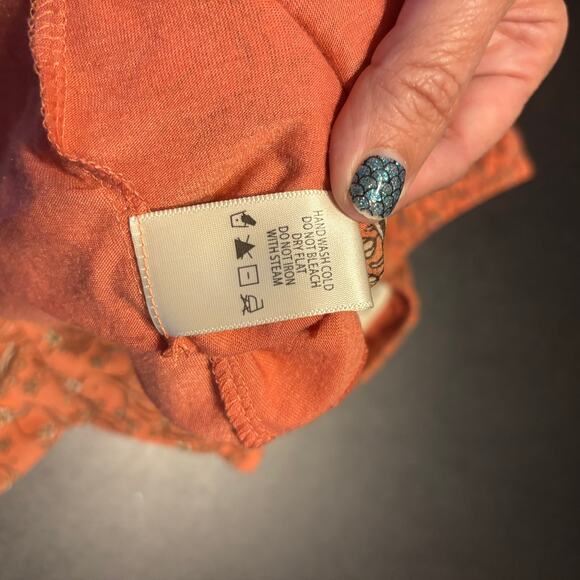 HAND WASH COLD
DO NOT BLEACH
DRY FLAT
DO NOT IRON
WITH STEAM